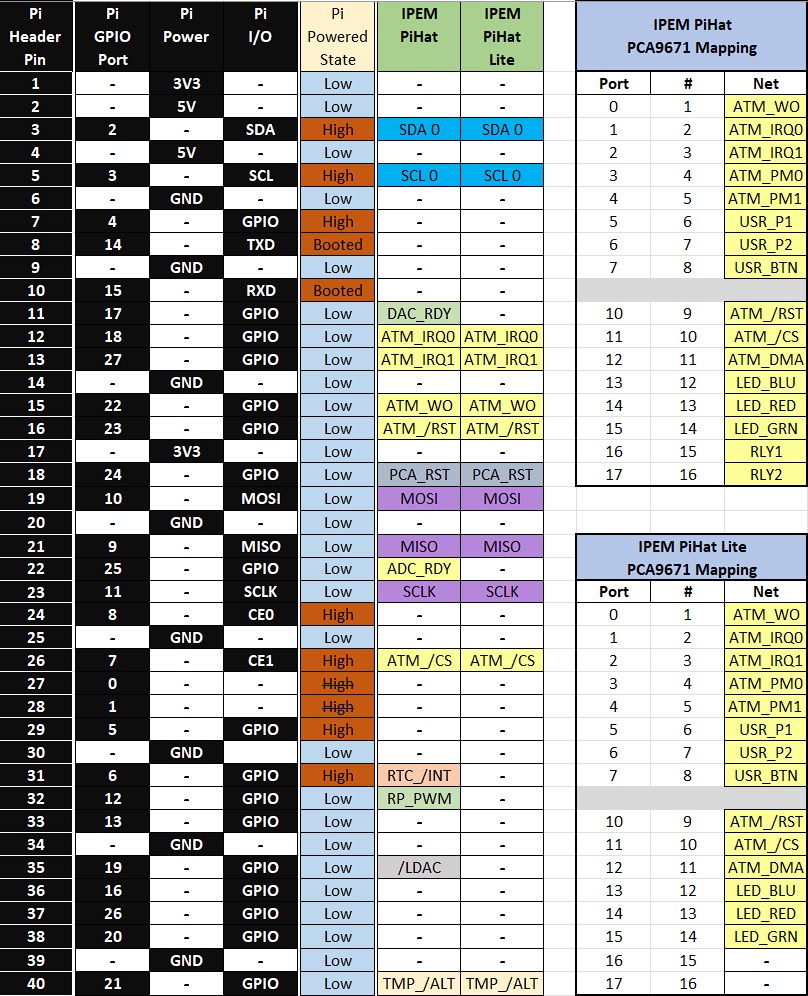 Pi Header Pin | Pi GPIO Port | Pi Power | Pi I/O | Pi Powered State | IPEM PiHat | IPEM PiHat Lite
1 | - | 3V3 | - | Low | - | -
2 | - | 5V | - | Low | - | -
3 | 2 | - | SDA | High | SDA 0 | SDA 0
4 | - | 5V | - | Low | - | -
5 | 3 | - | SCL | High | SCL 0 | SCL 0
6 | - | GND | - | Low | - | -
7 | 4 | - | GPIO | High | - | -
8 | 14 | - | TXD | Booted | - | -
9 | - | GND | - | Low | - | -
10 | 15 | - | RXD | Booted | - | -
11 | 17 | - | GPIO | Low | DAC_RDY | -
12 | 18 | - | GPIO | Low | ATM_IRQ0 | ATM_IRQ0
13 | 27 | - | GPIO | Low | ATM_IRQ1 | ATM_IRQ1
14 | - | GND | - | Low | - | -
15 | 22 | - | GPIO | Low | ATM_WO | ATM_WO
16 | 23 | - | GPIO | Low | ATM_/RST | ATM_/RST
17 | - | 3V3 | - | Low | - | -
18 | 24 | - | GPIO | Low | PCA_RST | PCA_RST
19 | 10 | - | MOSI | Low | MOSI | MOSI
20 | - | GND | - | Low | - | -
21 | 9 | - | MISO | Low | MISO | MISO
22 | 25 | - | GPIO | Low | ADC_RDY | -
23 | 11 | - | SCLK | Low | SCLK | SCLK
24 | 8 | - | CE0 | High | - | -
25 | - | GND | - | Low | - | -
26 | 7 | - | CE1 | High | ATM_/CS | ATM_/CS
27 | 0 | - | - | High | - | -
28 | 1 | - | - | High | - | -
29 | 5 | - | GPIO | High | - | -
30 | - | GND | - | Low | - | -
31 | 6 | - | GPIO | High | RTC_/INT | -
32 | 12 | - | GPIO | Low | RP_PWM | -
33 | 13 | - | GPIO | Low | - | -
34 | - | GND | - | Low | - | -
35 | 19 | - | GPIO | Low | /LDAC | -
36 | 16 | - | GPIO | Low | - | -
37 | 26 | - | GPIO | Low | - | -
38 | 20 | - | GPIO | Low | - | -
39 | - | GND | - | Low | - | -
40 | 21 | - | GPIO | Low | TMP_/ALT | TMP_/ALT
IPEM PiHat
PCA9671 Mapping
Port | # | Net
0 | 1 | ATM_WO
1 | 2 | ATM_IRQ0
2 | 3 | ATM_IRQ1
3 | 4 | ATM_PM0
4 | 5 | ATM_PM1
5 | 6 | USR_P1
6 | 7 | USR_P2
7 | 8 | USR_BTN
10 | 9 | ATM_/RST
11 | 10 | ATM_/CS
12 | 11 | ATM_DMA
13 | 12 | LED_BLU
14 | 13 | LED_RED
15 | 14 | LED_GRN
16 | 15 | RLY1
17 | 16 | RLY2
IPEM PiHat Lite
PCA9671 Mapping
Port | # | Net
0 | 1 | ATM_WO
1 | 2 | ATM_IRQ0
2 | 3 | ATM_IRQ1
3 | 4 | ATM_PM0
4 | 5 | ATM_PM1
5 | 6 | USR_P1
6 | 7 | USR_P2
7 | 8 | USR_BTN
10 | 9 | ATM_/RST
11 | 10 | ATM_/CS
12 | 11 | ATM_DMA
13 | 12 | LED_BLU
14 | 13 | LED_RED
15 | 14 | LED_GRN
16 | 15 | -
17 | 16 | -